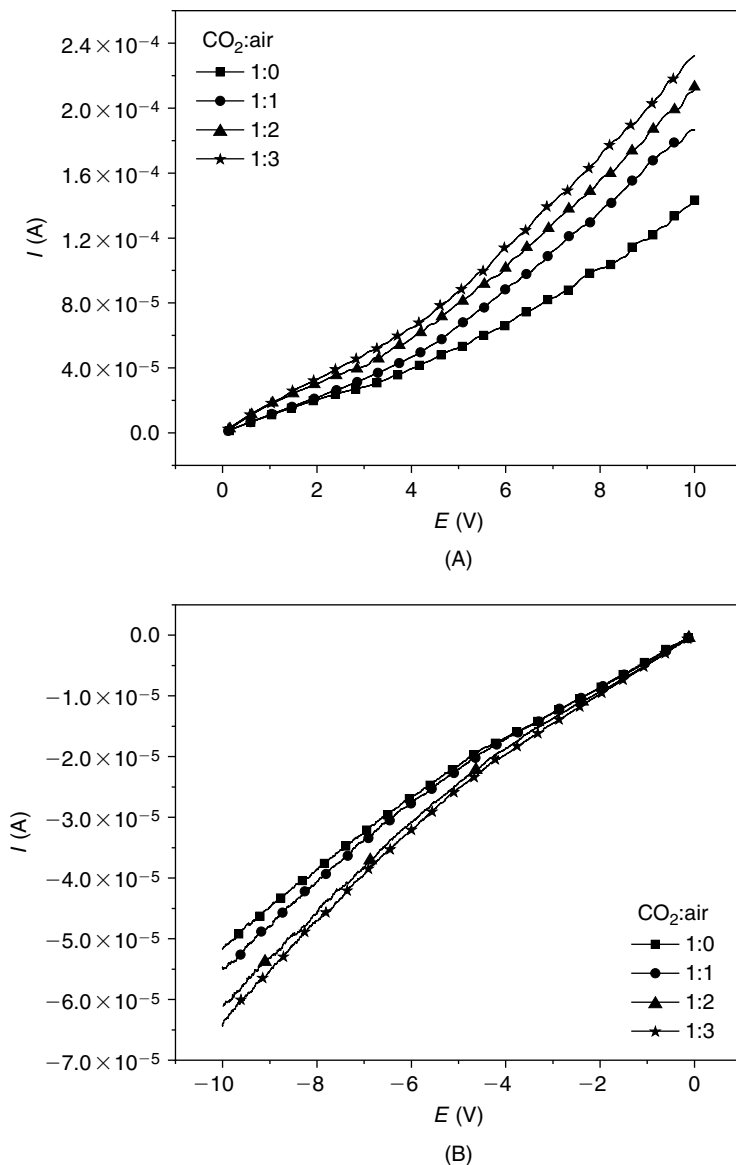 CO₂:air
1:0
1:1
1:2
1:3
2.4×10⁻⁴
2.0×10⁻⁴
1.6×10⁻⁴
1.2×10⁻⁴
8.0×10⁻⁵
4.0×10⁻⁵
0.0
I (A)
0 2 4 6 8 10
E (V)
(A)
0.0
−1.0×10⁻⁵
−2.0×10⁻⁵
−3.0×10⁻⁵
−4.0×10⁻⁵
−5.0×10⁻⁵
−6.0×10⁻⁵
−7.0×10⁻⁵
I (A)
CO₂:air
1:0
1:1
1:2
1:3
−10 −8 −6 −4 −2 0
E (V)
(B)